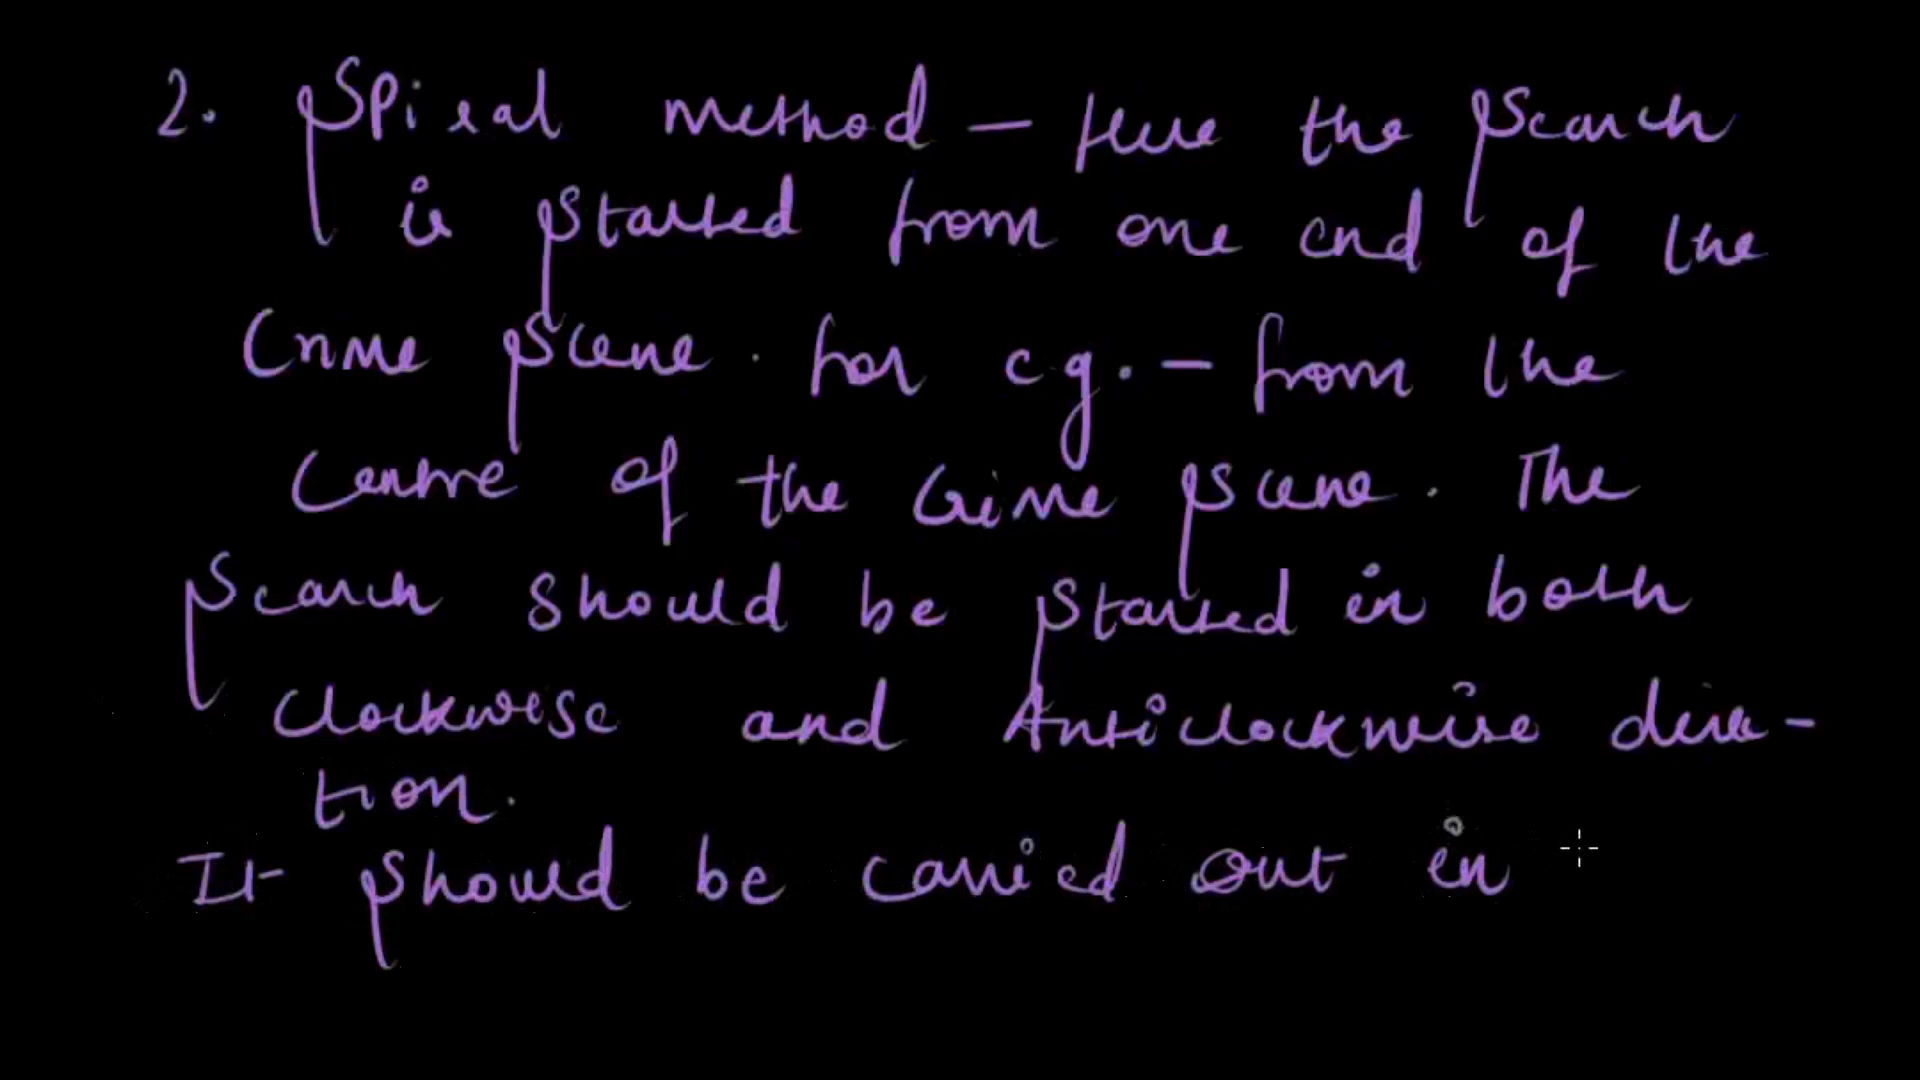 2. Spiral method – Here the Search
is started from one end of the
Crime Scene. For eg. – from the
Centre of the Crime Scene. The
Search Should be Started in both
Clockwise and Anticlockwise direc-
tion.
It Should be carried out in